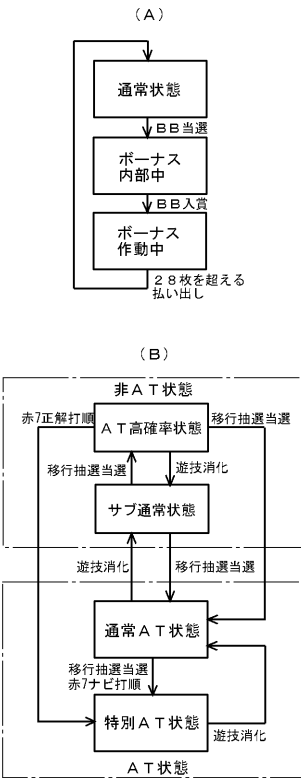 (A)
通常状態
BB当選
ボーナス
内部中
BB入賞
ボーナス
作動中
28枚を超える
払い出し
(B)
非AT状態
赤7正解打順
AT高確率状態
移行抽選当選
移行抽選当選
遊技消化
サブ通常状態
遊技消化
移行抽選当選
通常AT状態
移行抽選当選
赤7ナビ打順
特別AT状態
遊技消化
AT状態